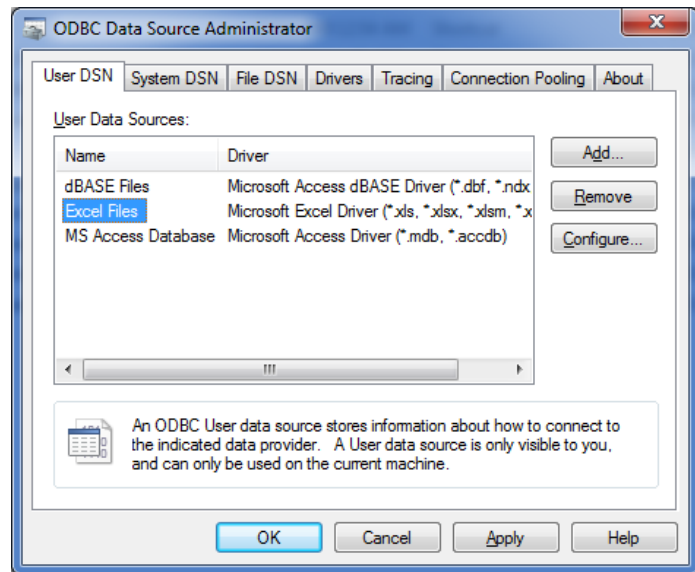 ODBC Data Source Administrator
User DSN System DSN File DSN Drivers Tracing Connection Pooling About
User Data Sources:
Name Driver
dBASE Files Microsoft Access dBASE Driver (*.dbf, *.ndx
Excel Files Microsoft Excel Driver (*.xls, *.xlsx, *.xlsm, *.x
MS Access Database Microsoft Access Driver (*.mdb, *.accdb)
Add...
Remove
Configure...
An ODBC User data source stores information about how to connect to
the indicated data provider. A User data source is only visible to you,
and can only be used on the current machine.
OK Cancel Apply Help